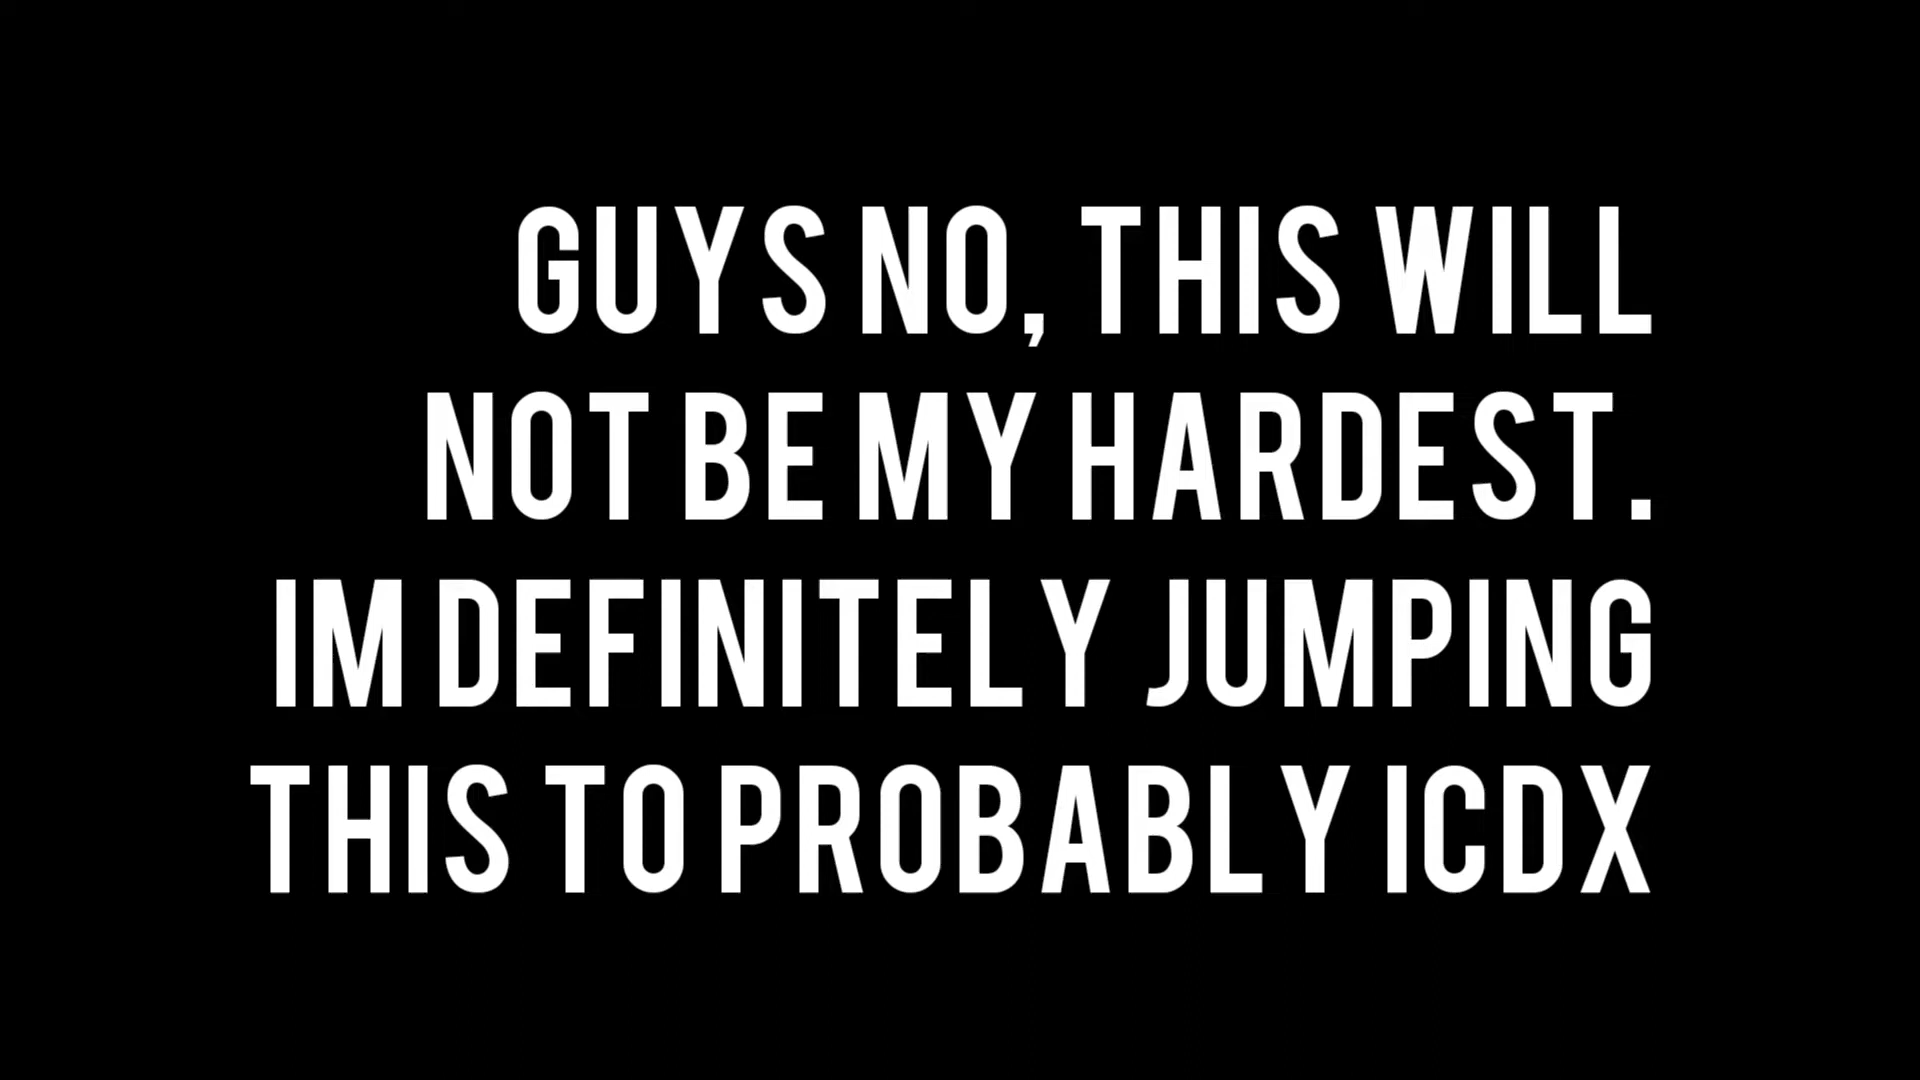 GUYS NO, THIS WILL
NOT BE MY HARDEST.
IM DEFINITELY JUMPING
THIS TO PROBABLY ICDX